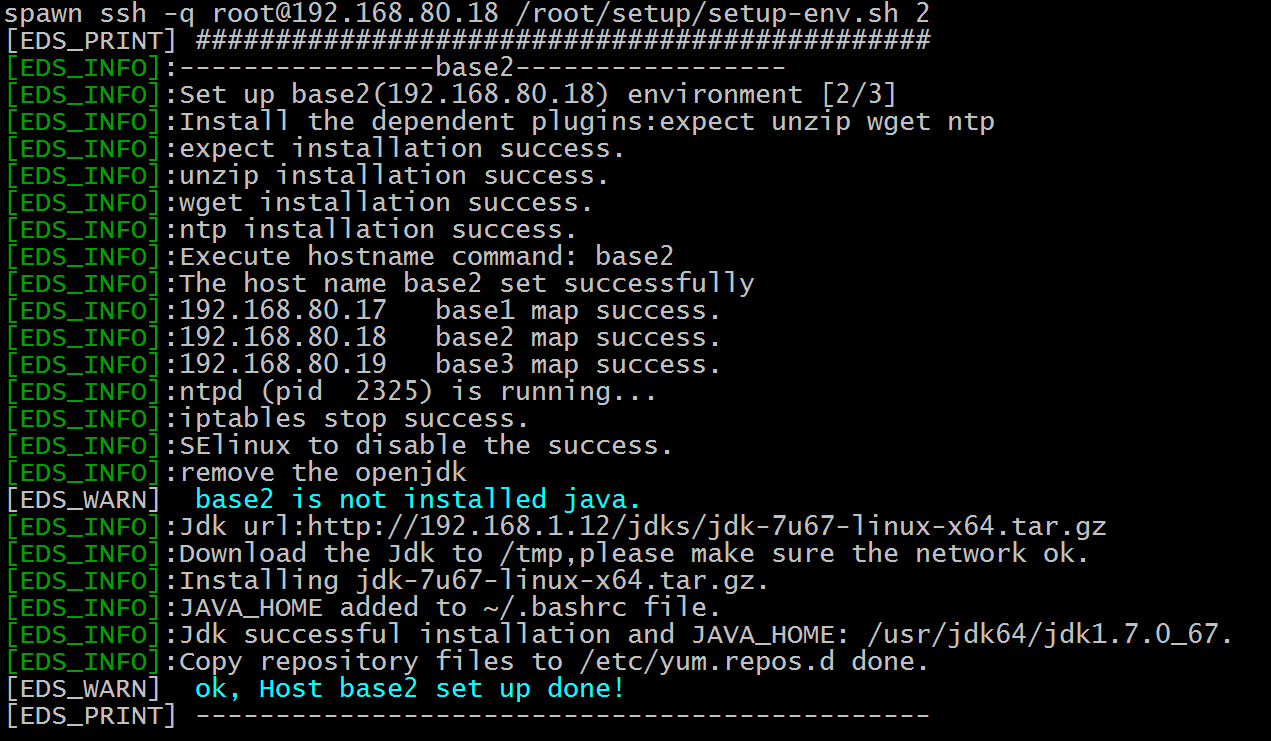 spawn ssh -q root@192.168.80.18 /root/setup/setup-env.sh 2
[EDS_PRINT] ##############################################
[EDS_INFO]:----------------base2-----------------
[EDS_INFO]:Set up base2(192.168.80.18) environment [2/3]
[EDS_INFO]:Install the dependent plugins:expect unzip wget ntp
[EDS_INFO]:expect installation success.
[EDS_INFO]:unzip installation success.
[EDS_INFO]:wget installation success.
[EDS_INFO]:ntp installation success.
[EDS_INFO]:Execute hostname command: base2
[EDS_INFO]:The host name base2 set successfully
[EDS_INFO]:192.168.80.17   base1 map success.
[EDS_INFO]:192.168.80.18   base2 map success.
[EDS_INFO]:192.168.80.19   base3 map success.
[EDS_INFO]:ntpd (pid  2325) is running...
[EDS_INFO]:iptables stop success.
[EDS_INFO]:SElinux to disable the success.
[EDS_INFO]:remove the openjdk
[EDS_WARN]  base2 is not installed java.
[EDS_INFO]:Jdk url:http://192.168.1.12/jdks/jdk-7u67-linux-x64.tar.gz
[EDS_INFO]:Download the Jdk to /tmp,please make sure the network ok.
[EDS_INFO]:Installing jdk-7u67-linux-x64.tar.gz.
[EDS_INFO]:JAVA_HOME added to ~/.bashrc file.
[EDS_INFO]:Jdk successful installation and JAVA_HOME: /usr/jdk64/jdk1.7.0_67.
[EDS_INFO]:Copy repository files to /etc/yum.repos.d done.
[EDS_WARN]  ok, Host base2 set up done!
[EDS_PRINT] ----------------------------------------------